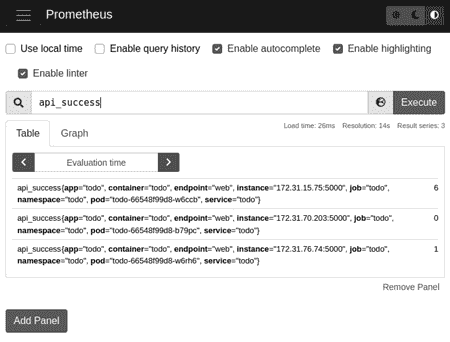 Prometheus
Use local time Enable query history Enable autocomplete Enable highlighting
Enable linter
api_success Execute
Load time: 26ms Resolution: 14s Result series: 3
Table Graph
Evaluation time
api_success{app="todo", container="todo", endpoint="web", instance="172.31.15.75:5000", job="todo", 6
namespace="todo", pod="todo-66548f99d8-w6ccb", service="todo"}
api_success{app="todo", container="todo", endpoint="web", instance="172.31.70.203:5000", job="todo", 0
namespace="todo", pod="todo-66548f99d8-b79pc", service="todo"}
api_success{app="todo", container="todo", endpoint="web", instance="172.31.76.74:5000", job="todo", 1
namespace="todo", pod="todo-66548f99d8-w6rh6", service="todo"}
Remove Panel
Add Panel